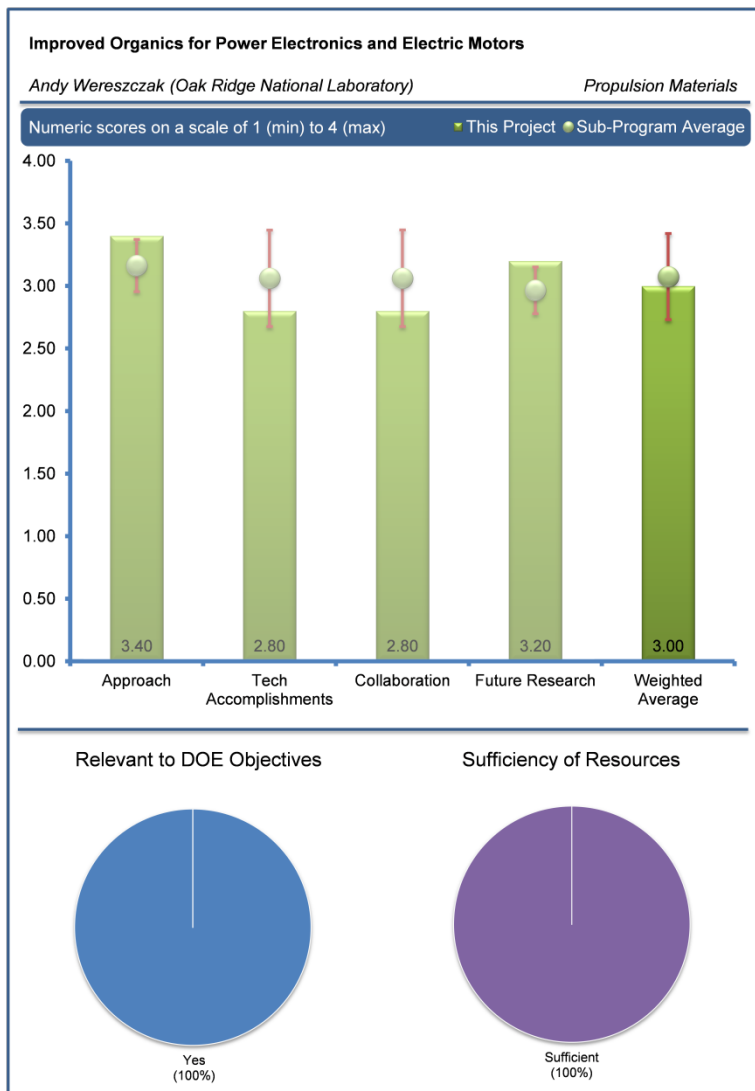 Improved Organics for Power Electronics and Electric Motors
Andy Wereszczak (Oak Ridge National Laboratory) Propulsion Materials
Numeric scores on a scale of 1 (min) to 4 (max) This Project Sub-Program Average
4.00
3.50
3.00
2.50
2.00
1.50
1.00
0.50
0.00
3.40 2.80 2.80 3.20 3.00
Approach Tech Collaboration Future Research Weighted
Accomplishments Average
Relevant to DOE Objectives Sufficiency of Resources
Yes Sufficient
(100%) (100%)